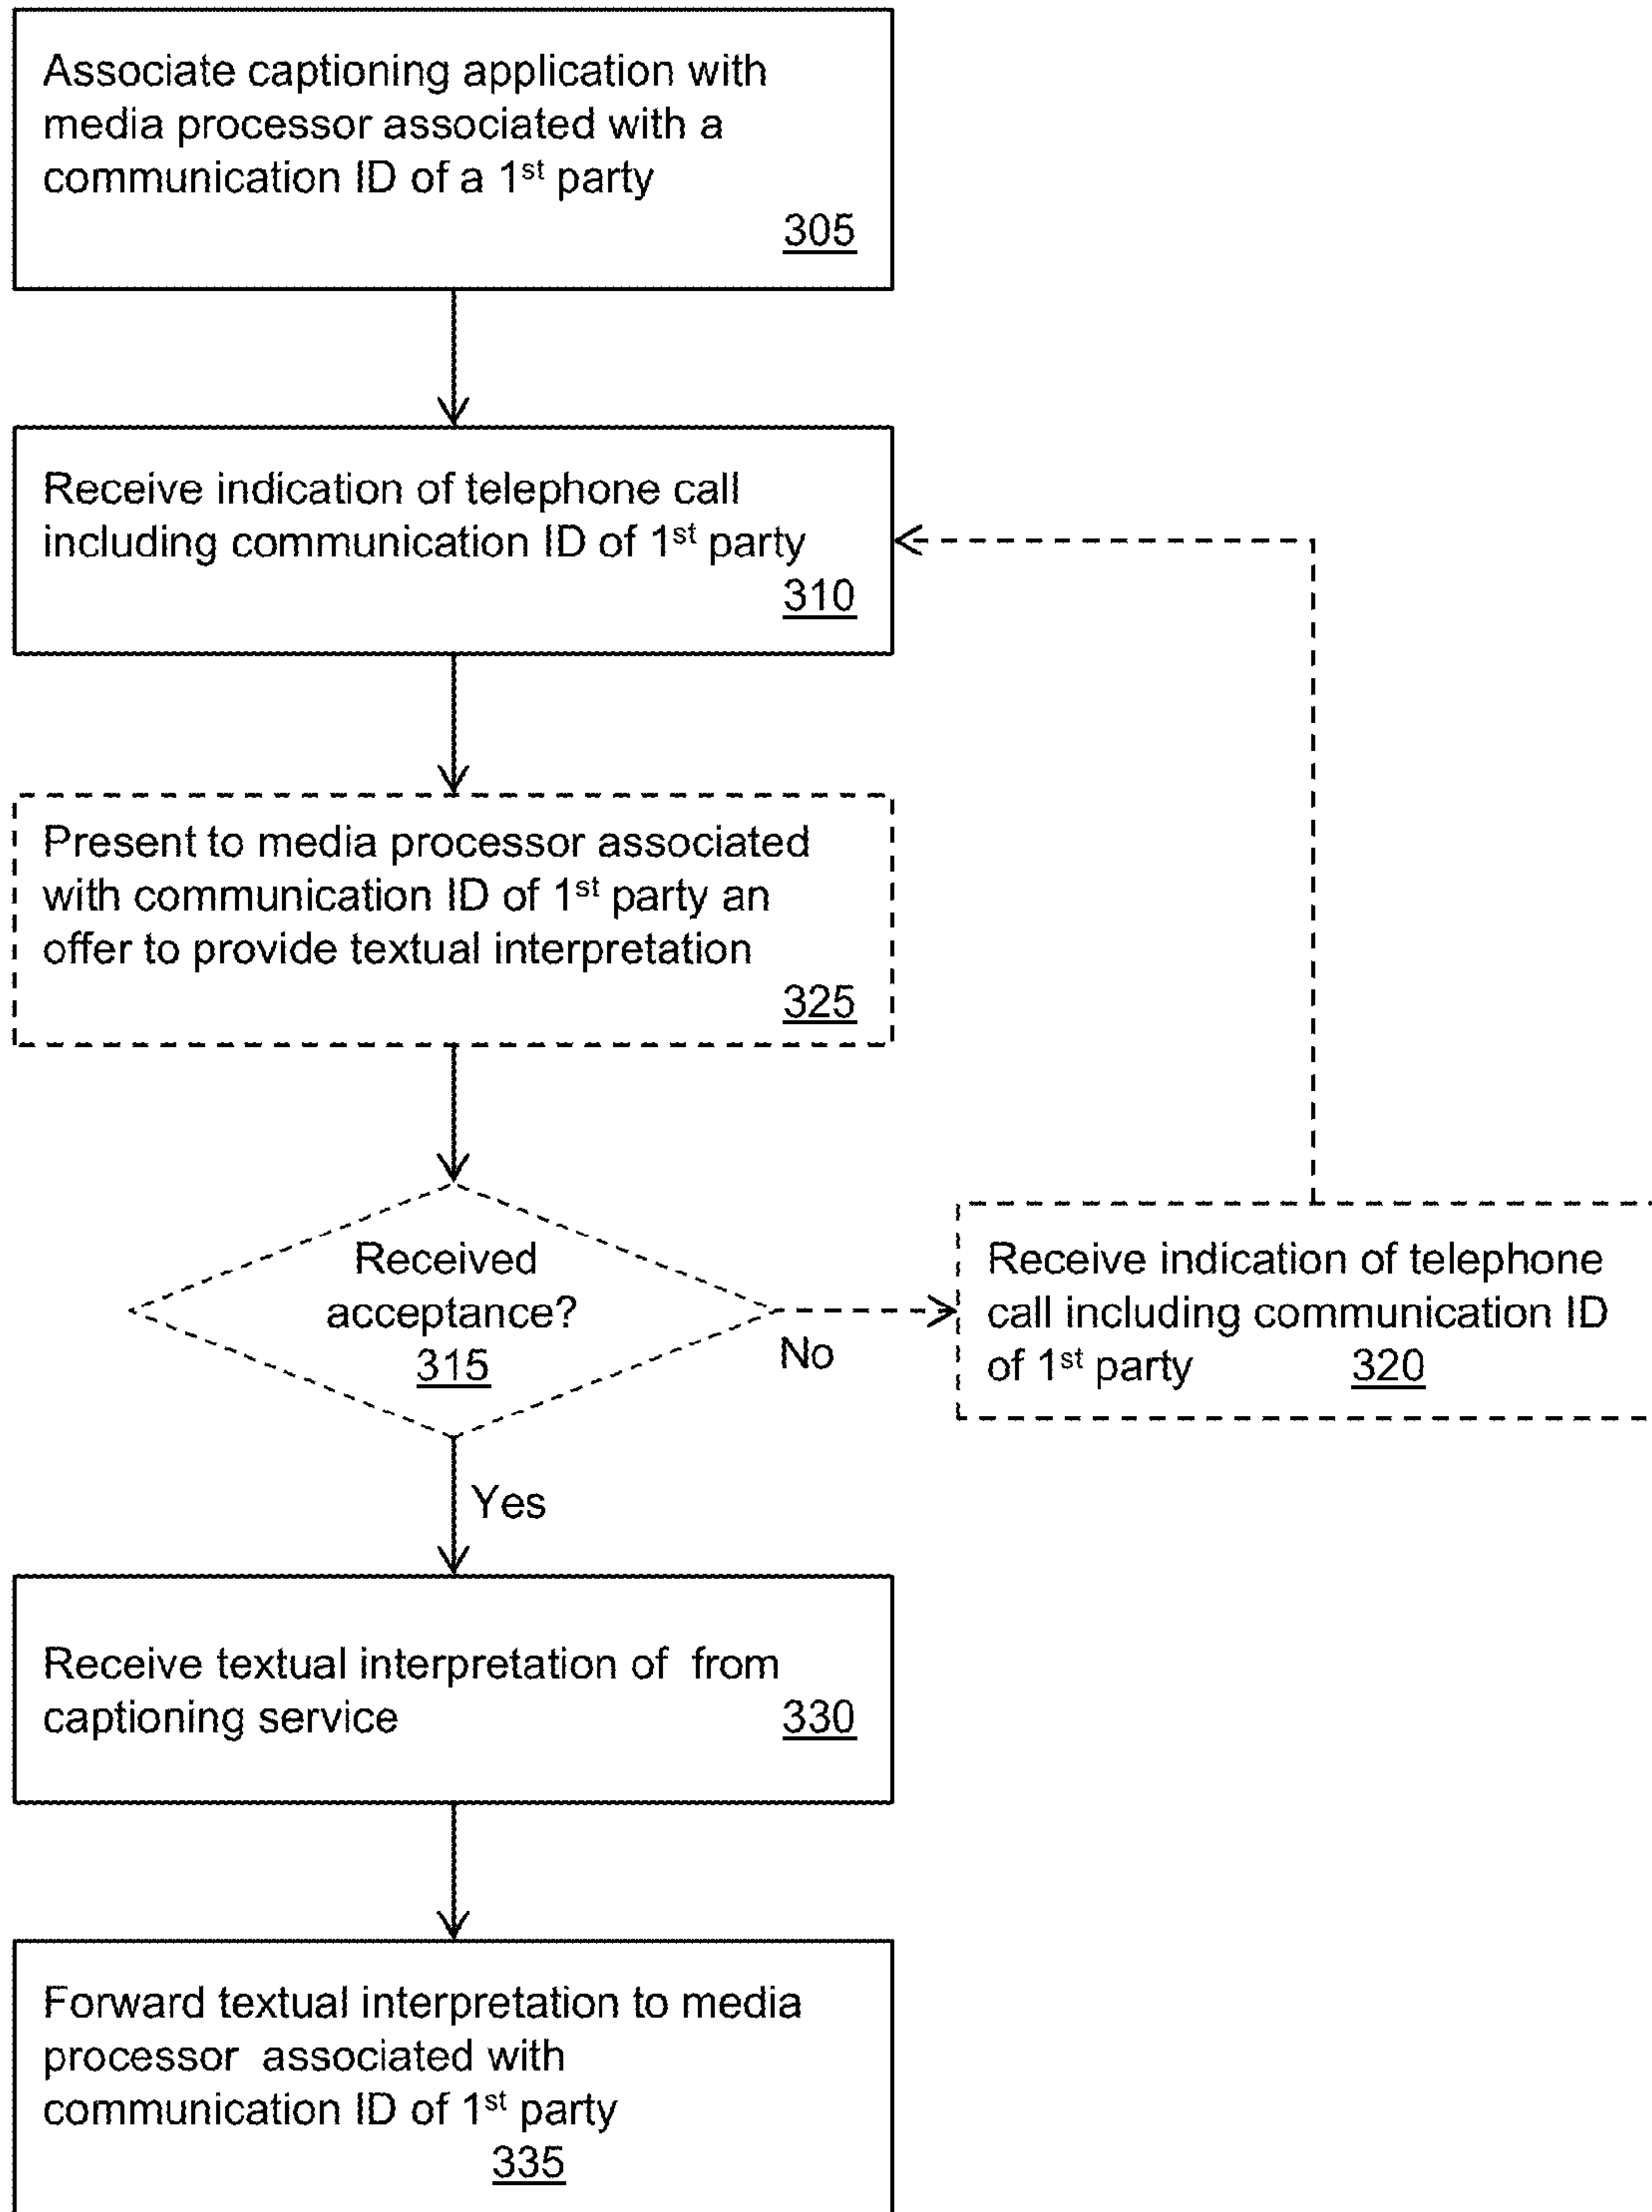 Associate captioning application with
media processor associated with a
communication ID of a 1st party
305
Receive indication of telephone call
including communication ID of 1st party
310
Present to media processor associated
with communication ID of 1st party an
offer to provide textual interpretation
325
Received
acceptance?
315
No
Receive indication of telephone
call including communication ID
of 1st party 320
Yes
Receive textual interpretation of  from
captioning service 330
Forward textual interpretation to media
processor  associated with
communication ID of 1st party
335